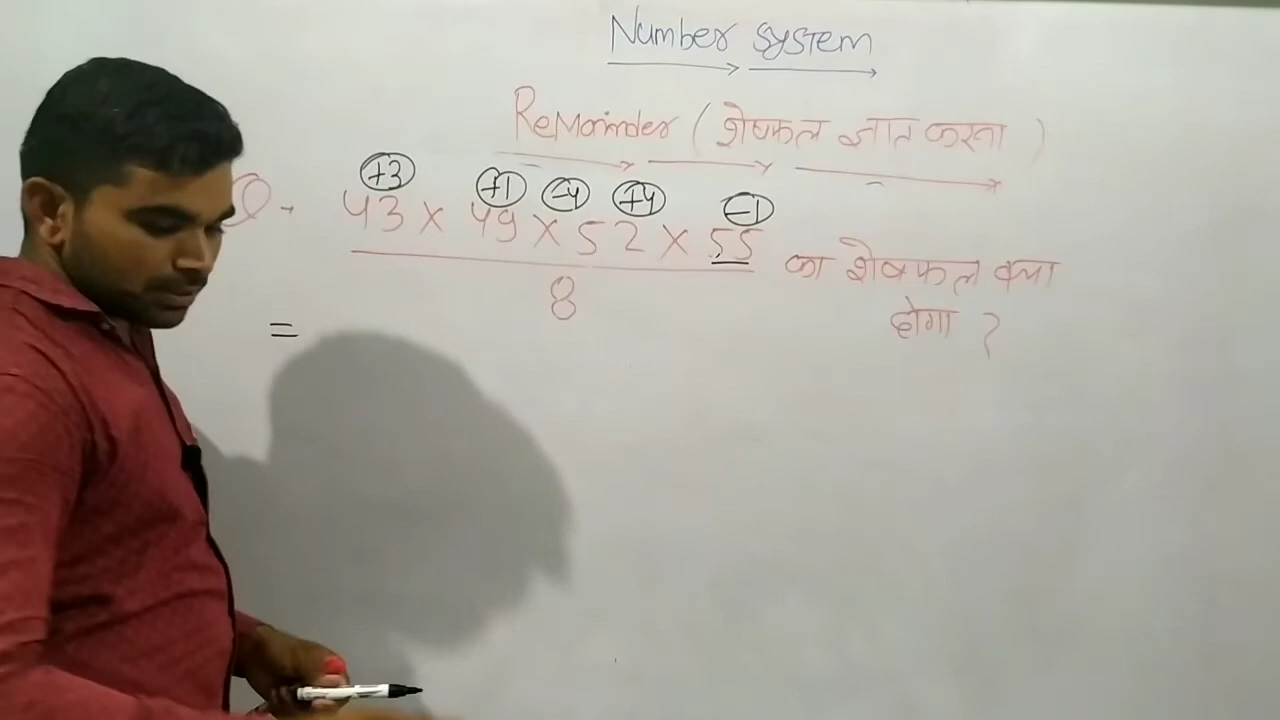 Number system
Remainder ( शेषफल ज्ञात करना )
+3 +1 -4 +4 -1
Q. 43 x 49 x 52 x 55 का शेषफल क्या
8
होगा ?
=